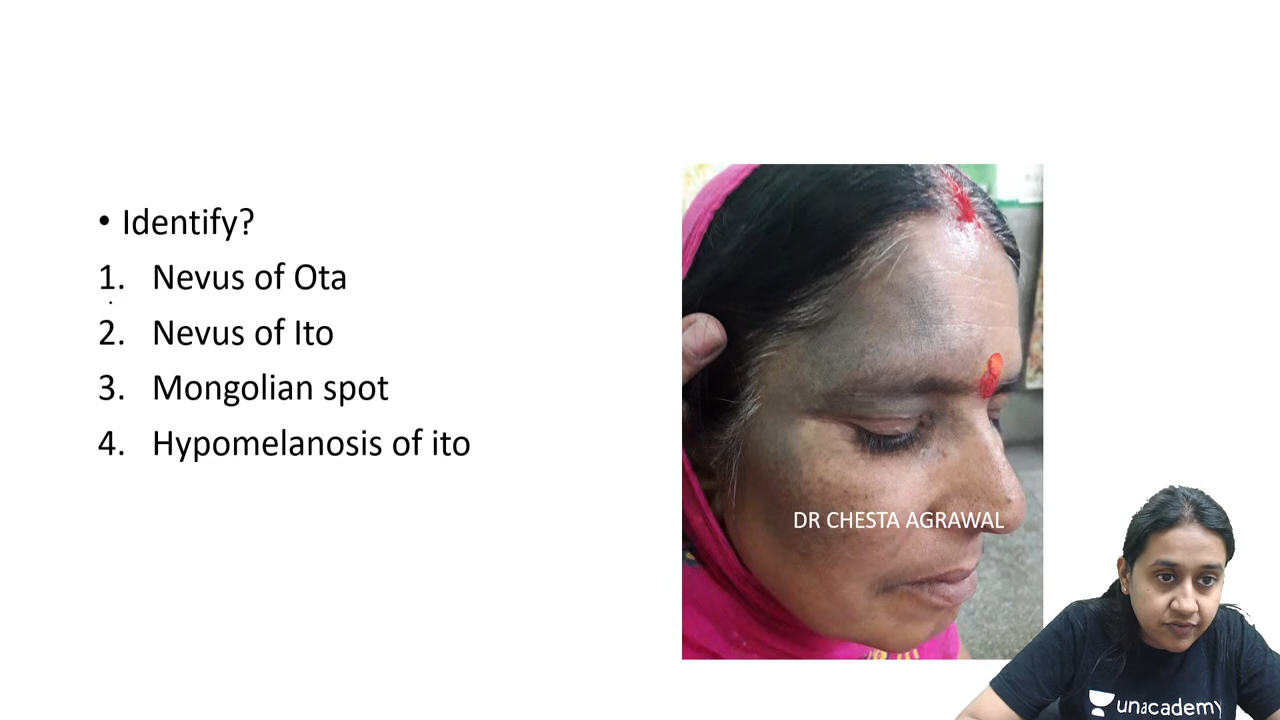 • Identify?
1. Nevus of Ota
2. Nevus of Ito
3. Mongolian spot
4. Hypomelanosis of ito
DR CHESTA AGRAWAL
unacademy